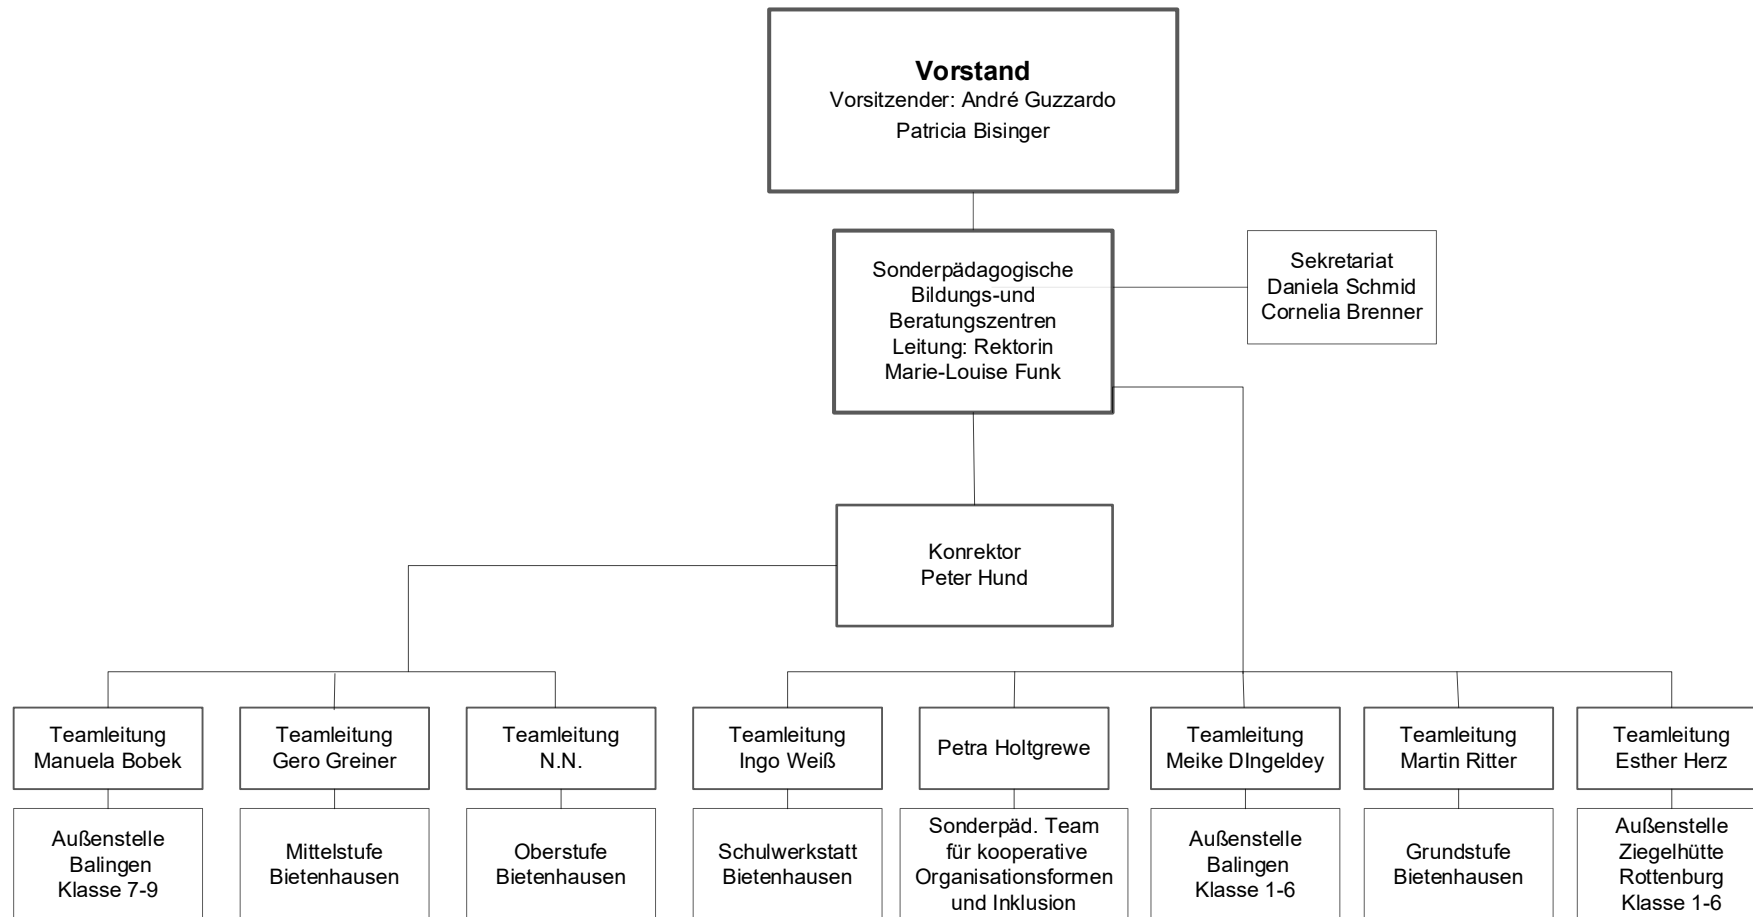 Vorstand
Vorsitzender: André Guzzardo
Patricia Bisinger
Sonderpädagogische
Bildungs-und
Beratungszentren
Leitung: Rektorin
Marie-Louise Funk
Sekretariat
Daniela Schmid
Cornelia Brenner
Konrektor
Peter Hund
Teamleitung
Manuela Bobek
Teamleitung
Gero Greiner
Teamleitung
N.N.
Teamleitung
Ingo Weiß
Petra Holtgrewe
Teamleitung
Meike DIngeldey
Teamleitung
Martin Ritter
Teamleitung
Esther Herz
Außenstelle
Balingen
Klasse 7-9
Mittelstufe
Bietenhausen
Oberstufe
Bietenhausen
Schulwerkstatt
Bietenhausen
Sonderpäd. Team
für kooperative
Organisationsformen
und Inklusion
Außenstelle
Balingen
Klasse 1-6
Grundstufe
Bietenhausen
Außenstelle
Ziegelhütte
Rottenburg
Klasse 1-6